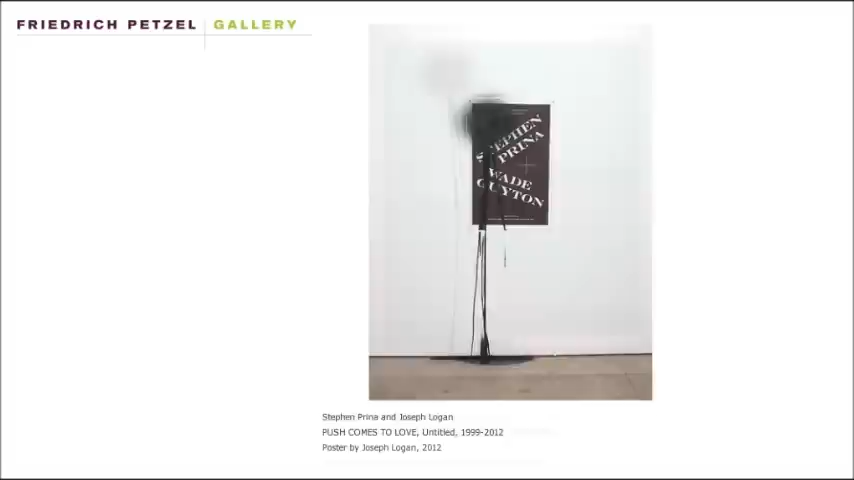 FRIEDRICH PETZEL GALLERY
STEPHEN
PRINA
WADE
GUYTON
Stephen Prina and Joseph Logan
PUSH COMES TO LOVE, Untitled, 1999-2012
Poster by Joseph Logan, 2012